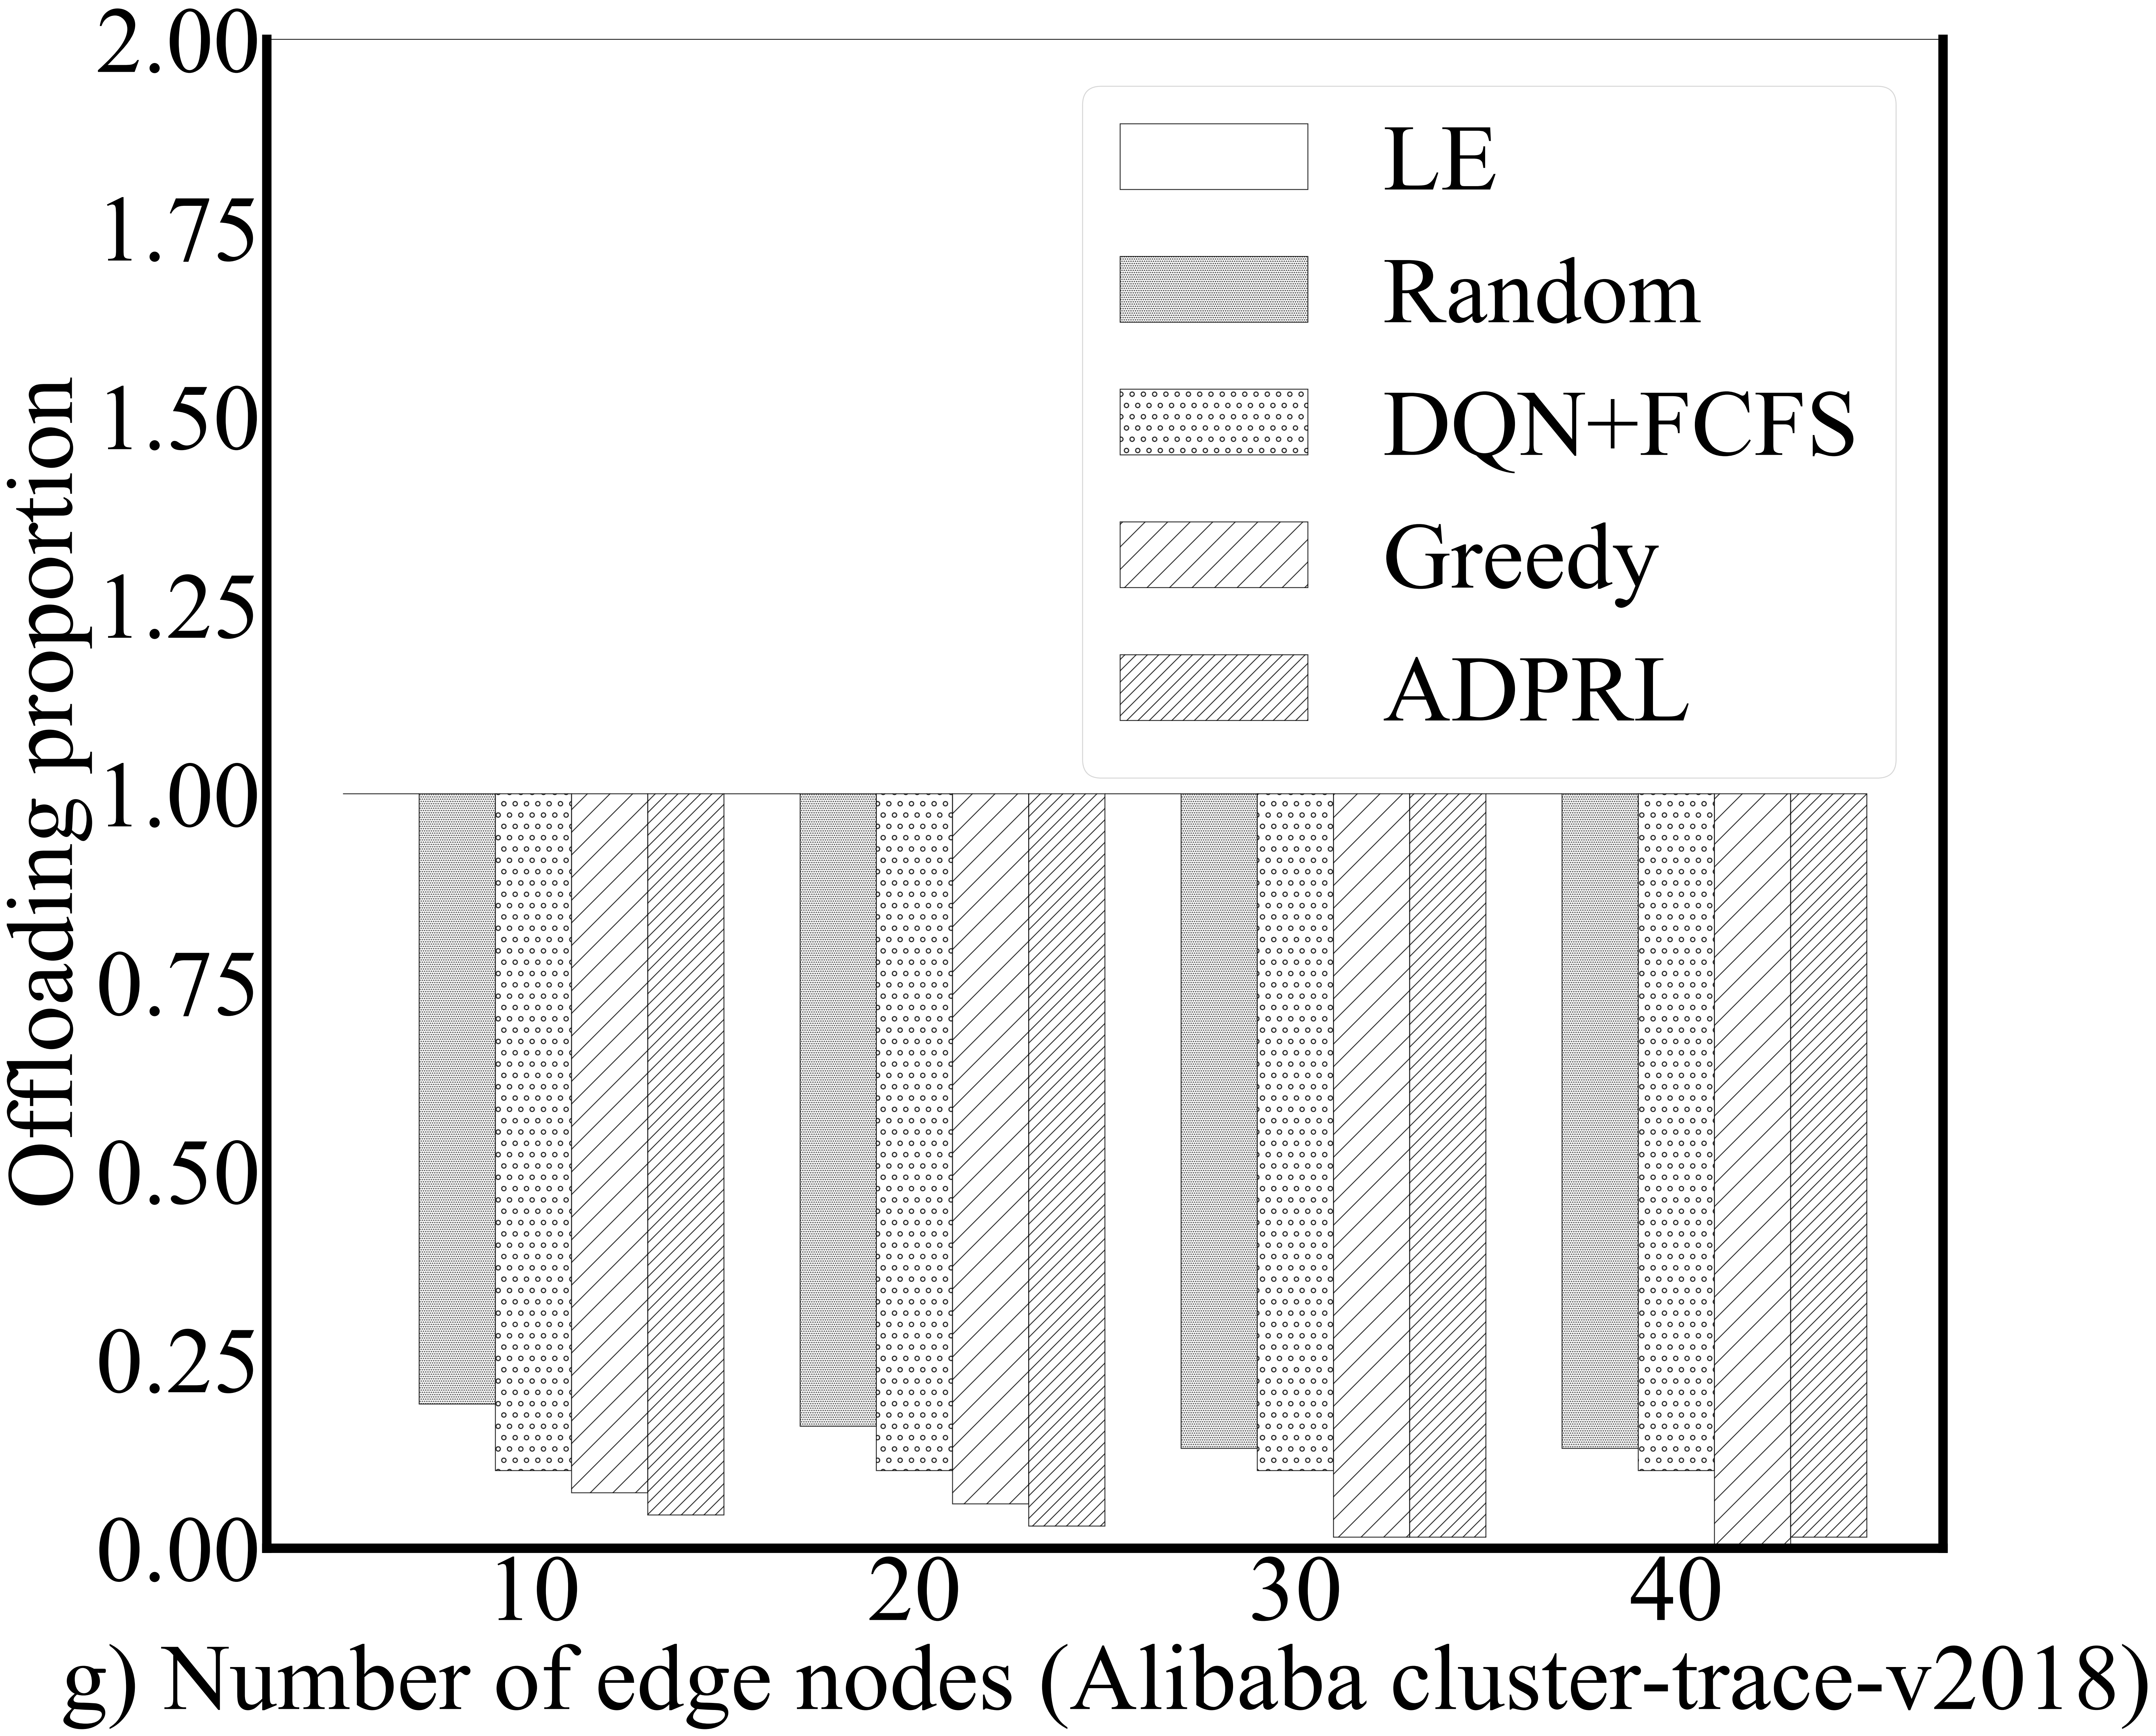 2.00
1.75
1.50
1.25
1.00
0.75
0.50
0.25
0.00
Offloading proportion
LE
Random
DQN+FCFS
Greedy
ADPRL
10 20 30 40
g) Number of edge nodes (Alibaba cluster-trace-v2018)